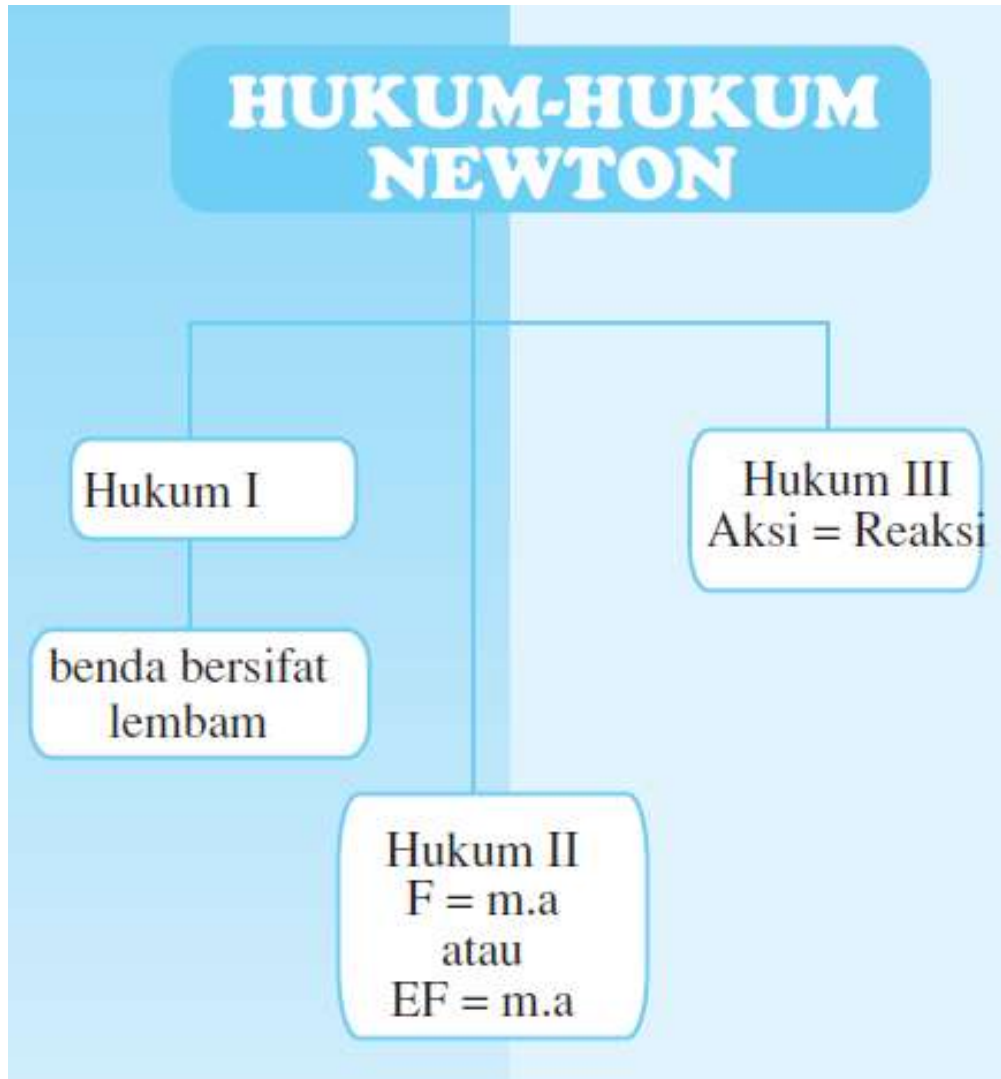 HUKUM-HUKUM
NEWTON
Hukum I
benda bersifat
lembam
Hukum II
F = m.a
atau
EF = m.a
Hukum III
Aksi = Reaksi